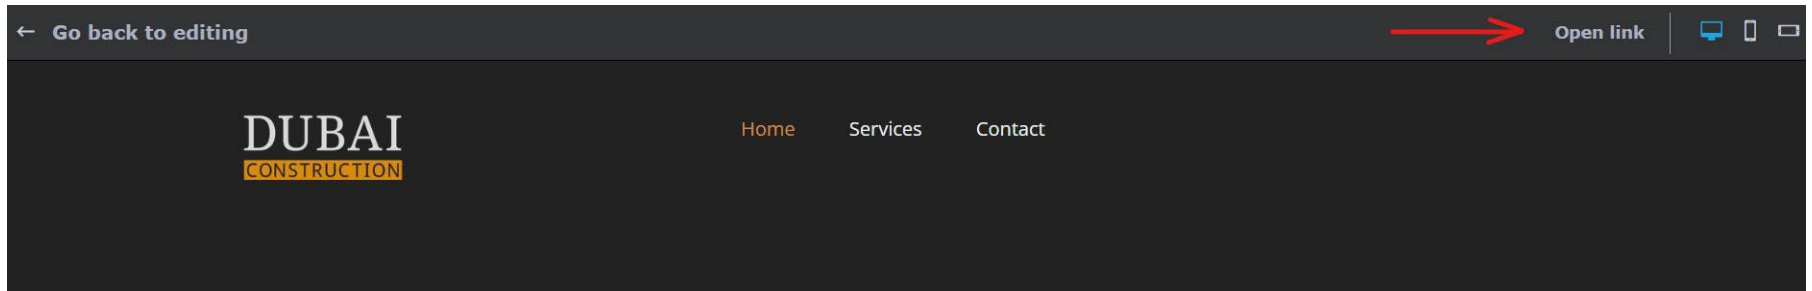 ← Go back to editing
Open link
DUBAI
CONSTRUCTION
Home
Services
Contact